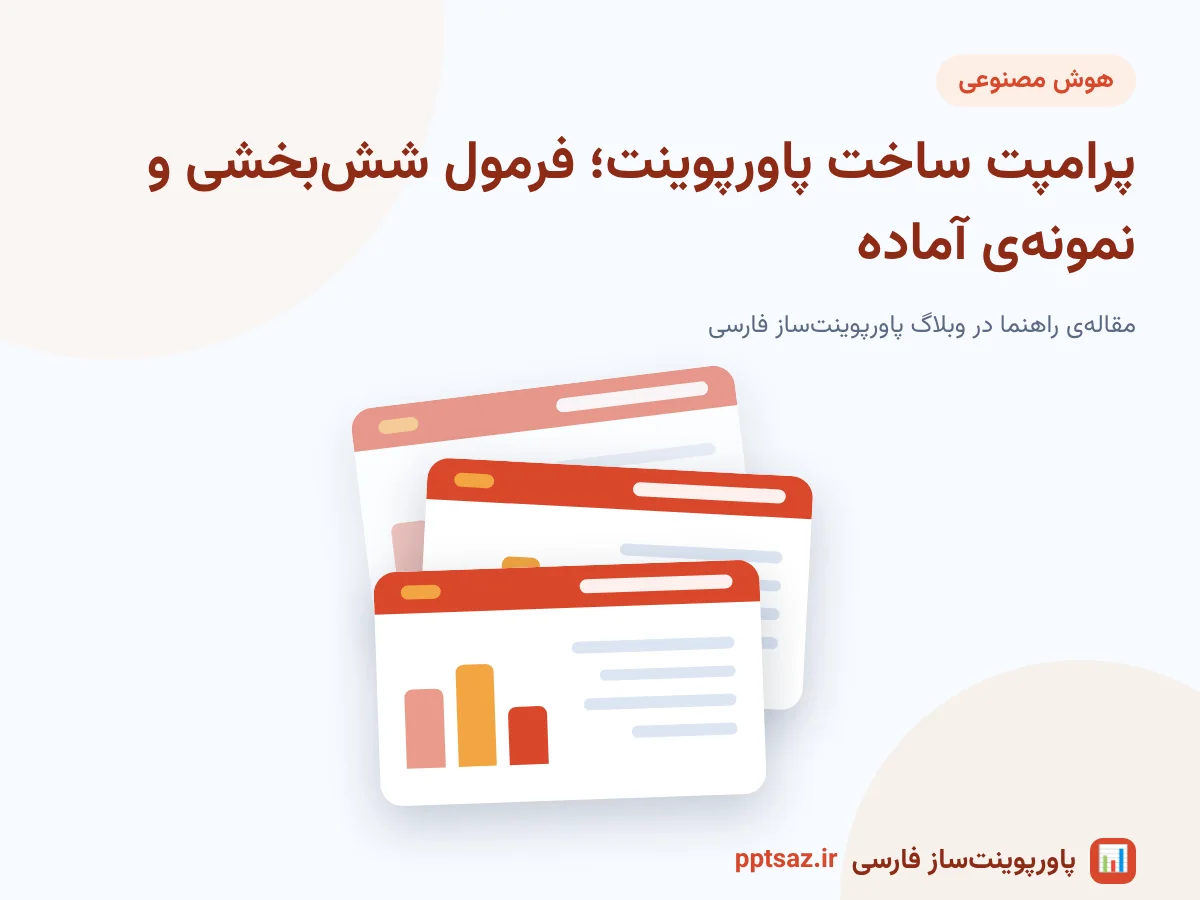 هوش مصنوعی
پرامپت ساخت پاورپوینت؛ فرمول شش‌بخشی و
نمونه‌ی آماده
مقاله‌ی راهنما در وبلاگ پاورپوینت‌ساز فارسی
پاورپوینت‌ساز فارسی pptsaz.ir